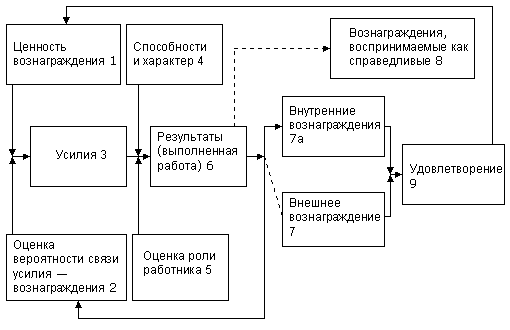 Ценность
вознаграждения 1
Способности
и характер 4
Вознаграждения,
воспринимаемые как
справедливые 8
Усилия 3
Результаты
(выполненная
работа) 6
Внутренние
вознаграждения
7а
Внешнее
вознаграждение
7
Удовлетворение
9
Оценка
вероятности связи
усилия —
вознаграждения 2
Оценка роли
работника 5